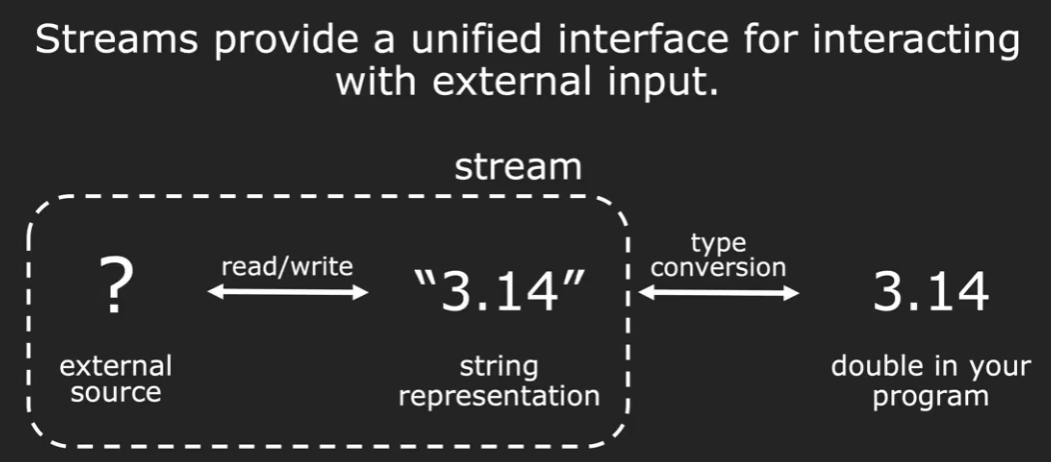 Streams provide a unified interface for interacting
with external input.
stream
?
read/write
“3.14”
type
conversion
3.14
external
source
string
representation
double in your
program